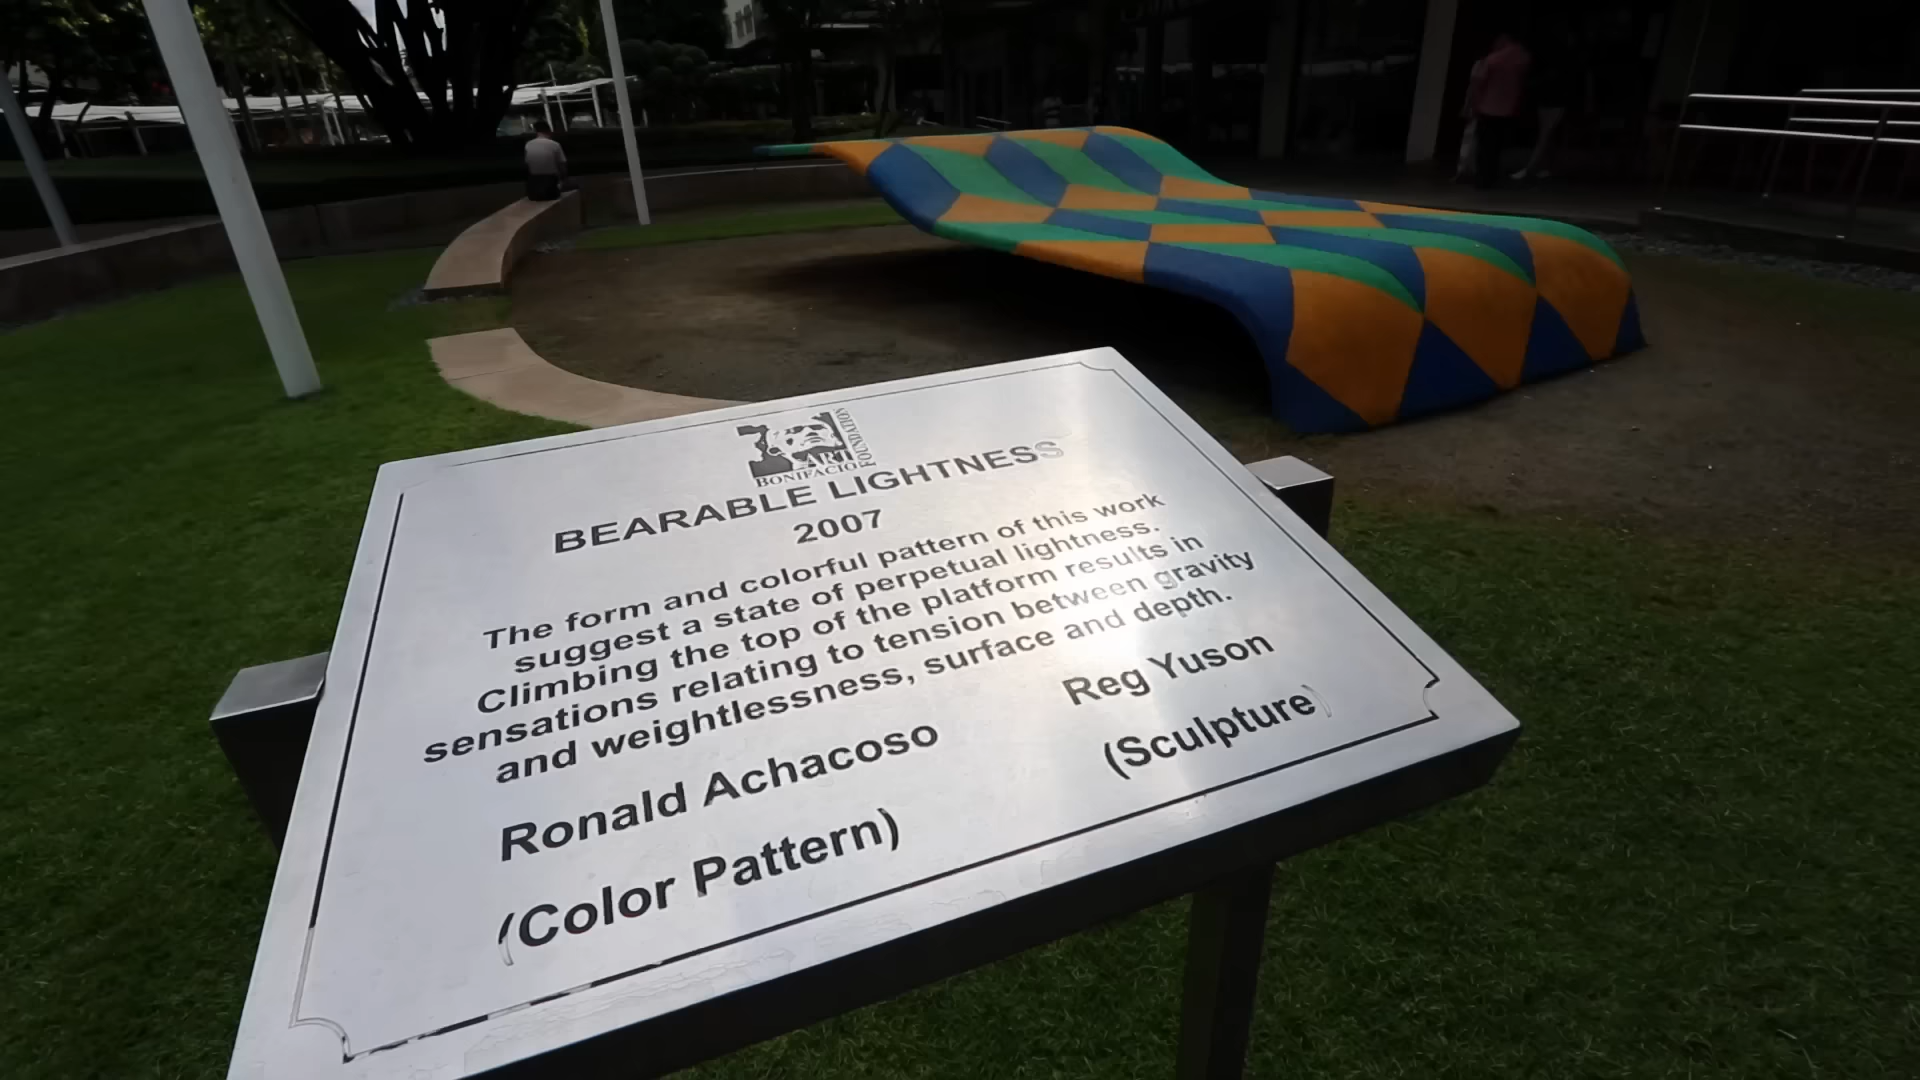 ART
BONIFACIO
FOUNDATION
BEARABLE LIGHTNESS
2007
The form and colorful pattern of this work
suggest a state of perpetual lightness.
Climbing the top of the platform results in
sensations relating to tension between gravity
and weightlessness, surface and depth.
Ronald Achacoso
(Color Pattern)
Reg Yuson
(Sculpture)